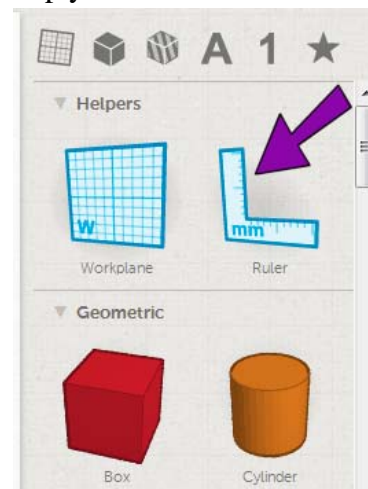 A 1
Helpers
W
mm
Workplane Ruler
Geometric
Box Cylinder